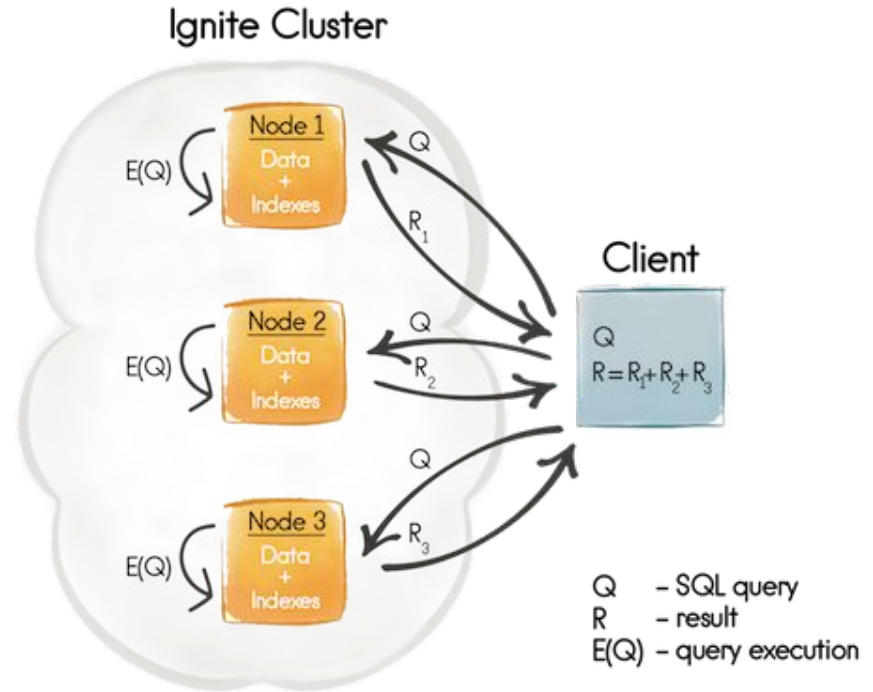 Ignite Cluster
Node 1
Data
+
Indexes
E(Q)
Q
R₁
Node 2
Data
+
Indexes
E(Q)
Q
R₂
Node 3
Data
+
Indexes
E(Q)
Q
R₃
Client
Q
R=R₁+R₂+R₃
Q – SQL query
R – result
E(Q) – query execution